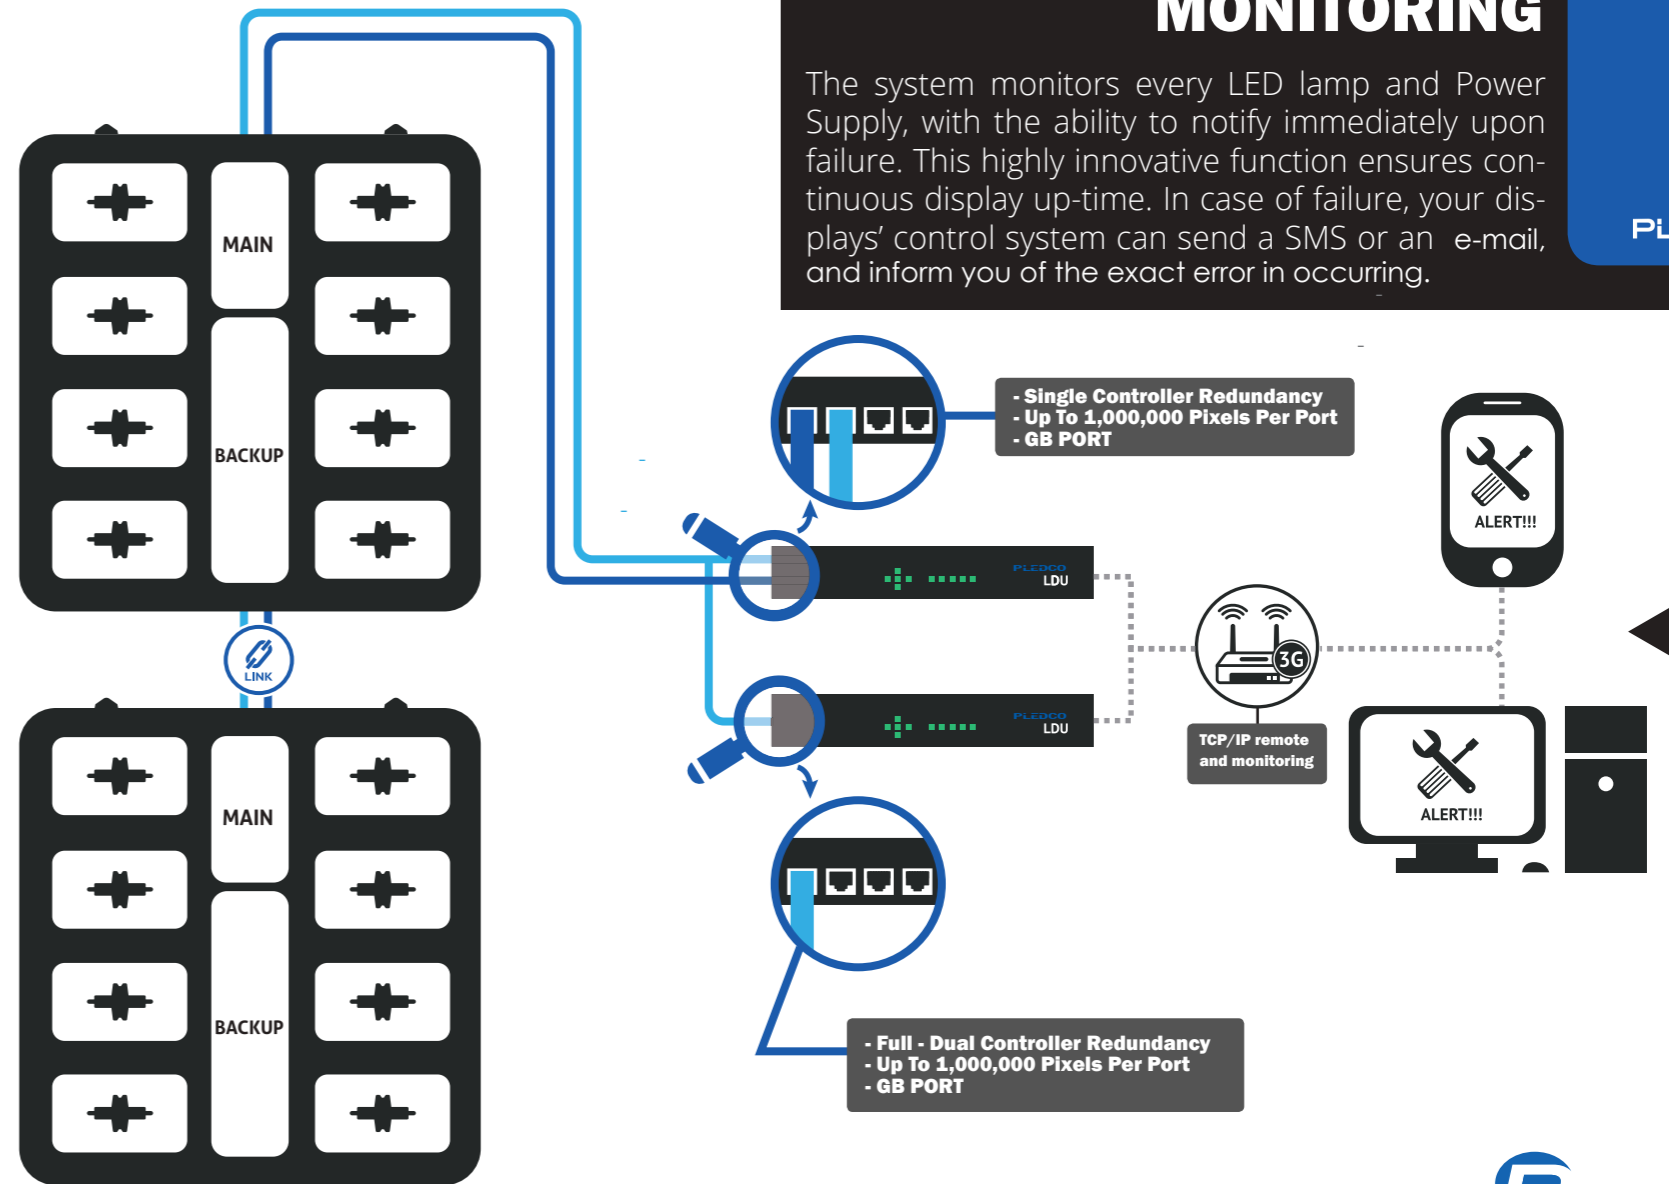 MONITORING
The system monitors every LED lamp and Power
Supply, with the ability to notify immediately upon
failure. This highly innovative function ensures con-
tinuous display up-time. In case of failure, your dis-
plays' control system can send a SMS or an e-mail,
and inform you of the exact error in occurring.
MAIN
BACKUP
LINK
MAIN
BACKUP
- Single Controller Redundancy
- Up To 1,000,000 Pixels Per Port
- GB PORT
PLEDCO
LDU
PLEDCO
LDU
- Full - Dual Controller Redundancy
- Up To 1,000,000 Pixels Per Port
- GB PORT
3G
TCP/IP remote
and monitoring
ALERT!!!
ALERT!!!